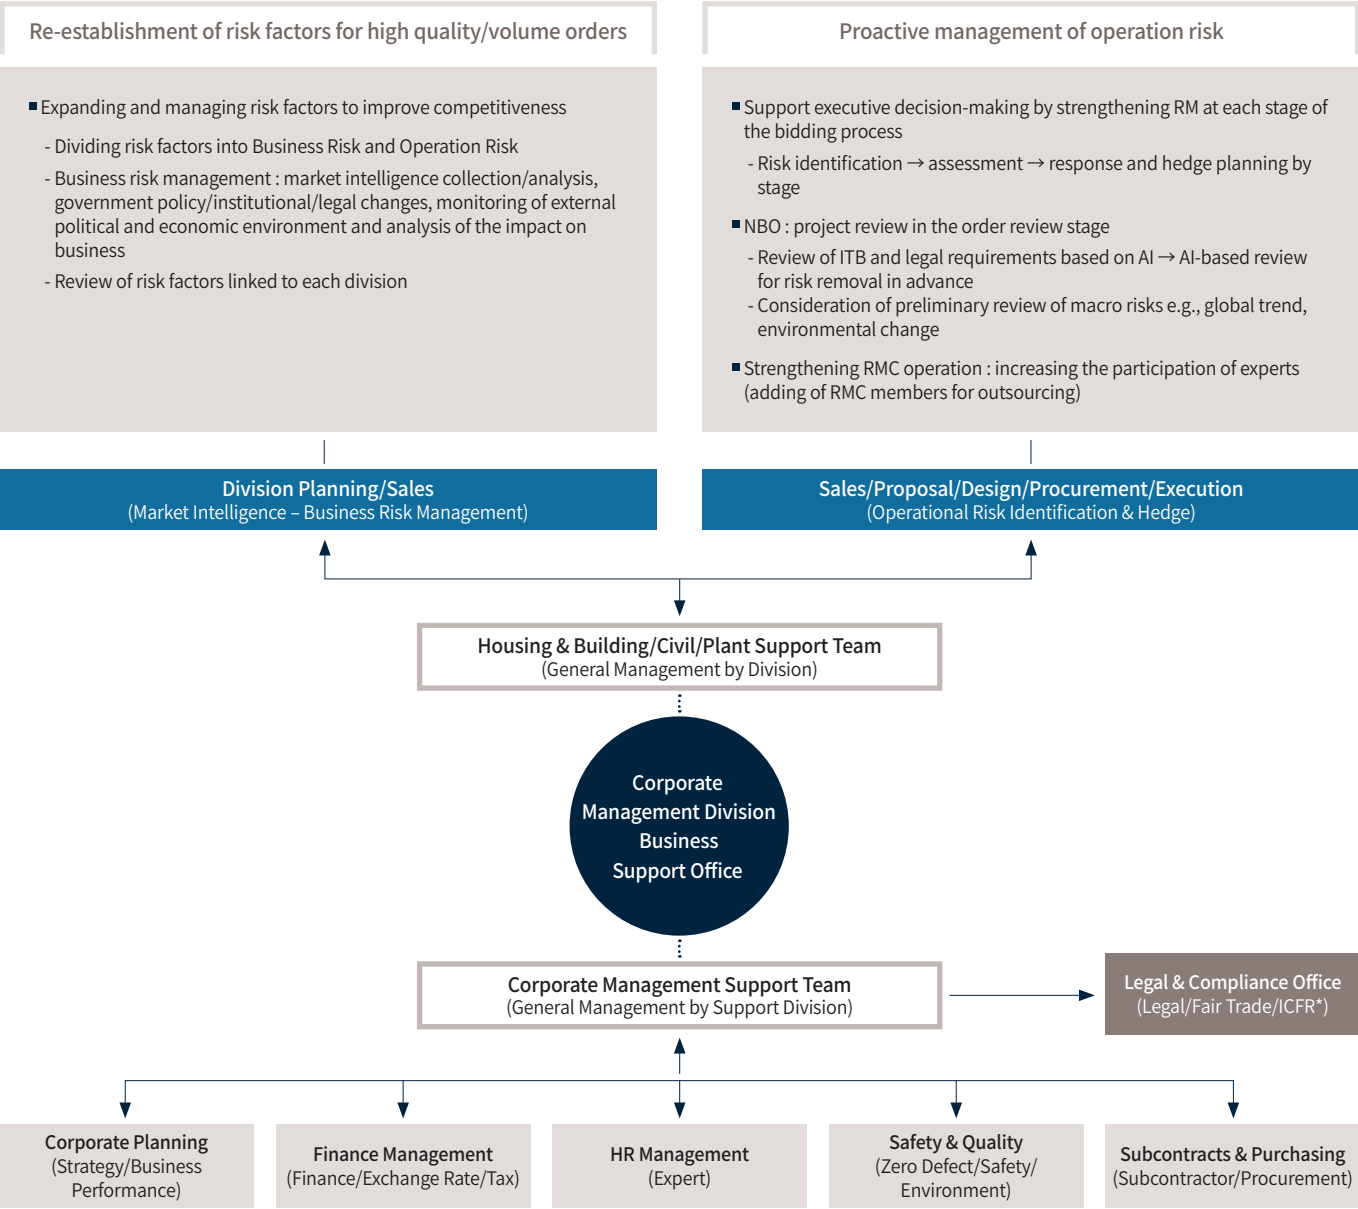 Re-establishment of risk factors for high quality/volume orders
■ Expanding and managing risk factors to improve competitiveness
- Dividing risk factors into Business Risk and Operation Risk
- Business risk management : market intelligence collection/analysis,
government policy/institutional/legal changes, monitoring of external
political and economic environment and analysis of the impact on
business
- Review of risk factors linked to each division
Proactive management of operation risk
■ Support executive decision-making by strengthening RM at each stage of
the bidding process
- Risk identification → assessment → response and hedge planning by
stage
■ NBO : project review in the order review stage
- Review of ITB and legal requirements based on AI → AI-based review
for risk removal in advance
- Consideration of preliminary review of macro risks e.g., global trend,
environmental change
■ Strengthening RMC operation : increasing the participation of experts
(adding of RMC members for outsourcing)
Division Planning/Sales
(Market Intelligence – Business Risk Management)
Sales/Proposal/Design/Procurement/Execution
(Operational Risk Identification & Hedge)
Housing & Building/Civil/Plant Support Team
(General Management by Division)
Corporate
Management Division
Business
Support Office
Corporate Management Support Team
(General Management by Support Division)
Legal & Compliance Office
(Legal/Fair Trade/ICFR*)
Corporate Planning
(Strategy/Business
Performance)
Finance Management
(Finance/Exchange Rate/Tax)
HR Management
(Expert)
Safety & Quality
(Zero Defect/Safety/
Environment)
Subcontracts & Purchasing
(Subcontractor/Procurement)